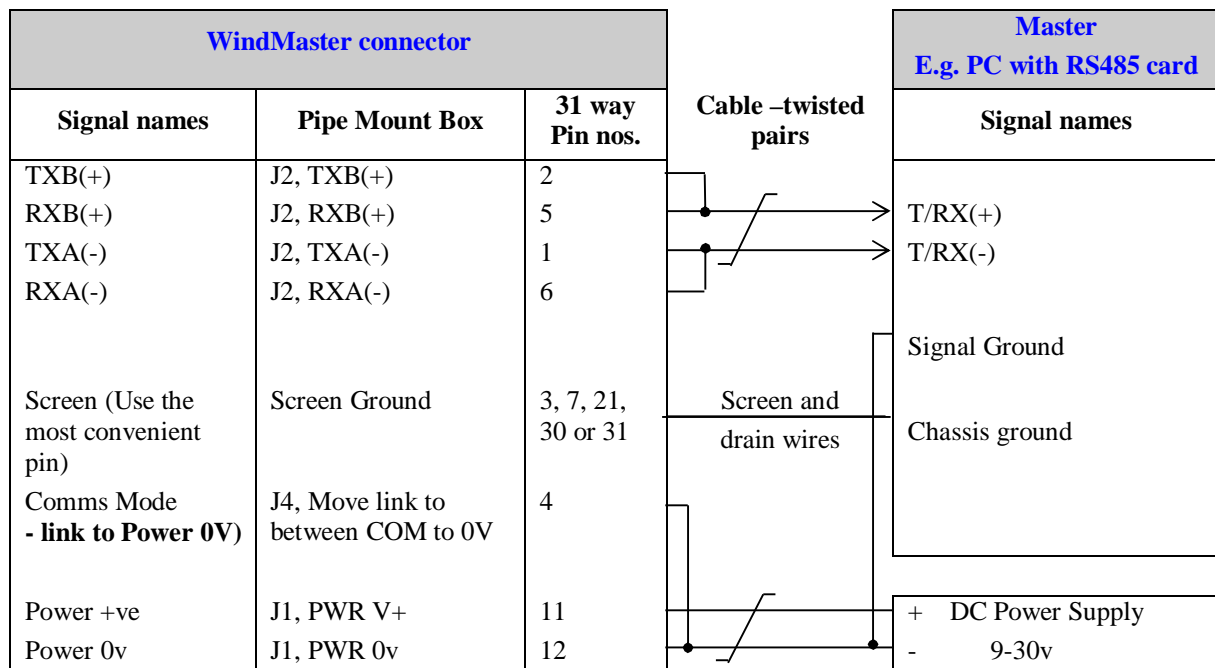 WindMaster connector
Master
E.g. PC with RS485 card
Signal names
Pipe Mount Box
31 way
Pin nos.
Cable –twisted
pairs
Signal names
TXB(+) J2, TXB(+) 2
RXB(+) J2, RXB(+) 5 T/RX(+)
TXA(-) J2, TXA(-) 1 T/RX(-)
RXA(-) J2, RXA(-) 6
Signal Ground
Screen (Use the
most convenient
pin)
Screen Ground
3, 7, 21,
30 or 31
Screen and
drain wires
Chassis ground
Comms Mode
- link to Power 0V)
J4, Move link to
between COM to 0V
4
Power +ve J1, PWR V+ 11 + DC Power Supply
Power 0v J1, PWR 0v 12 - 9-30v